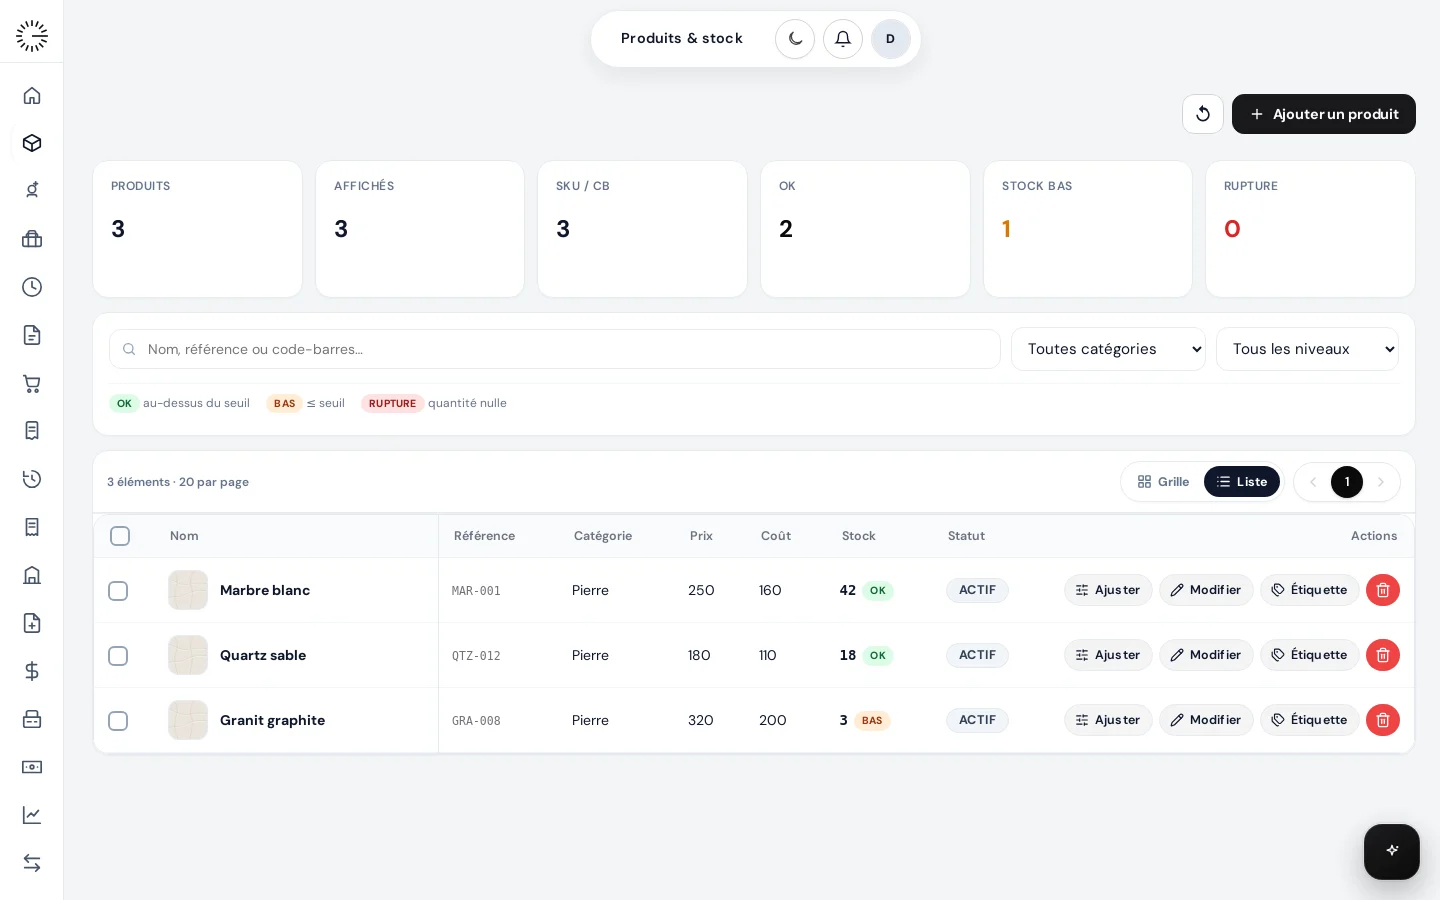 Produits & stock
D
Ajouter un produit
PRODUITS
3
AFFICHÉS
3
SKU / CB
3
OK
2
STOCK BAS
1
RUPTURE
0
Nom, référence ou code-barres…
Toutes catégories
Tous les niveaux
OK au-dessus du seuil BAS ≤ seuil RUPTURE quantité nulle
3 éléments · 20 par page
Grille
Liste
1
Nom Référence Catégorie Prix Coût Stock Statut Actions
Marbre blanc MAR-001 Pierre 250 160 42 OK ACTIF Ajuster Modifier Étiquette
Quartz sable QTZ-012 Pierre 180 110 18 OK ACTIF Ajuster Modifier Étiquette
Granit graphite GRA-008 Pierre 320 200 3 BAS ACTIF Ajuster Modifier Étiquette